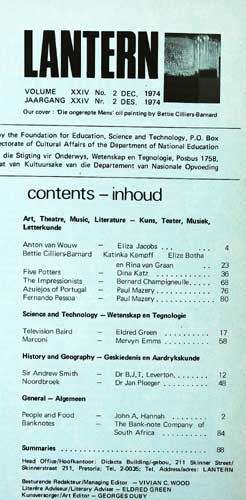 LANTERN
VOLUME XXIV No. 2 DEC, 1974
JAARGANG XXIV Nr. 2 DES, 1974
Our cover : 'Die ongerepte Mens' oil painting by Bettie Cilliers-Barnard
by the Foundation for Education, Science and Technology, P.O. Box
ectorate of Cultural Affairs of the Department of National Education
die Stigting vir Onderwys, Wetenskap en Tegnologie, Posbus 1758,
at van Kultuursake van die Departement van Nasionale Opvoeding
contents – inhoud
Art, Theatre, Music, Literature – Kuns, Teater, Musiek,
Letterkunde
Anton van Wouw – Eliza Jacobs . . . 4
Bettie Cilliers-Barnard Katinka Kampff Eliza Botha
en Rina van Graan . . 23
Five Potters – Dina Katz . . . . . 36
The Impressionists – Bernard Champigneulle . . 68
Azulejos of Portugal – Paul Mazery . . . . 76
Fernando Pessoa – Paul Mazery . . . . 80
Science and Technology – Wetenskap en Tegnologie
Television Baird – Eldred Green . . . . 17
Marconi – Mervyn Emms . . . . 58
History and Geography – Geskiedenis en Aardrykskunde
Sir Andrew Smith – Dr B.J.T. Leverton . . . 12
Noordbroek – Dr Jan Ploeger . . . . 48
General – Algemeen
People and Food – John A. Hannah . . . 2
Banknotes – The Bank-note Company of
South Africa . . . . 84
Summaries . . . . . . . . 88
Head Office/Hoofkantoor: Didacta Building/-gebou, 211 Skinner Street/
Skinnerstraat 211, Pretoria; Tel. 2-0035; Tel. Address/adres: LANTERN
Besturende Redakteur/Managing Editor – VIVIAN C. WOOD
Literêre Adviseur/Literary Adviser – ELDRED GREEN
Kunsversorger/Art Editor – GEORGES DUBY